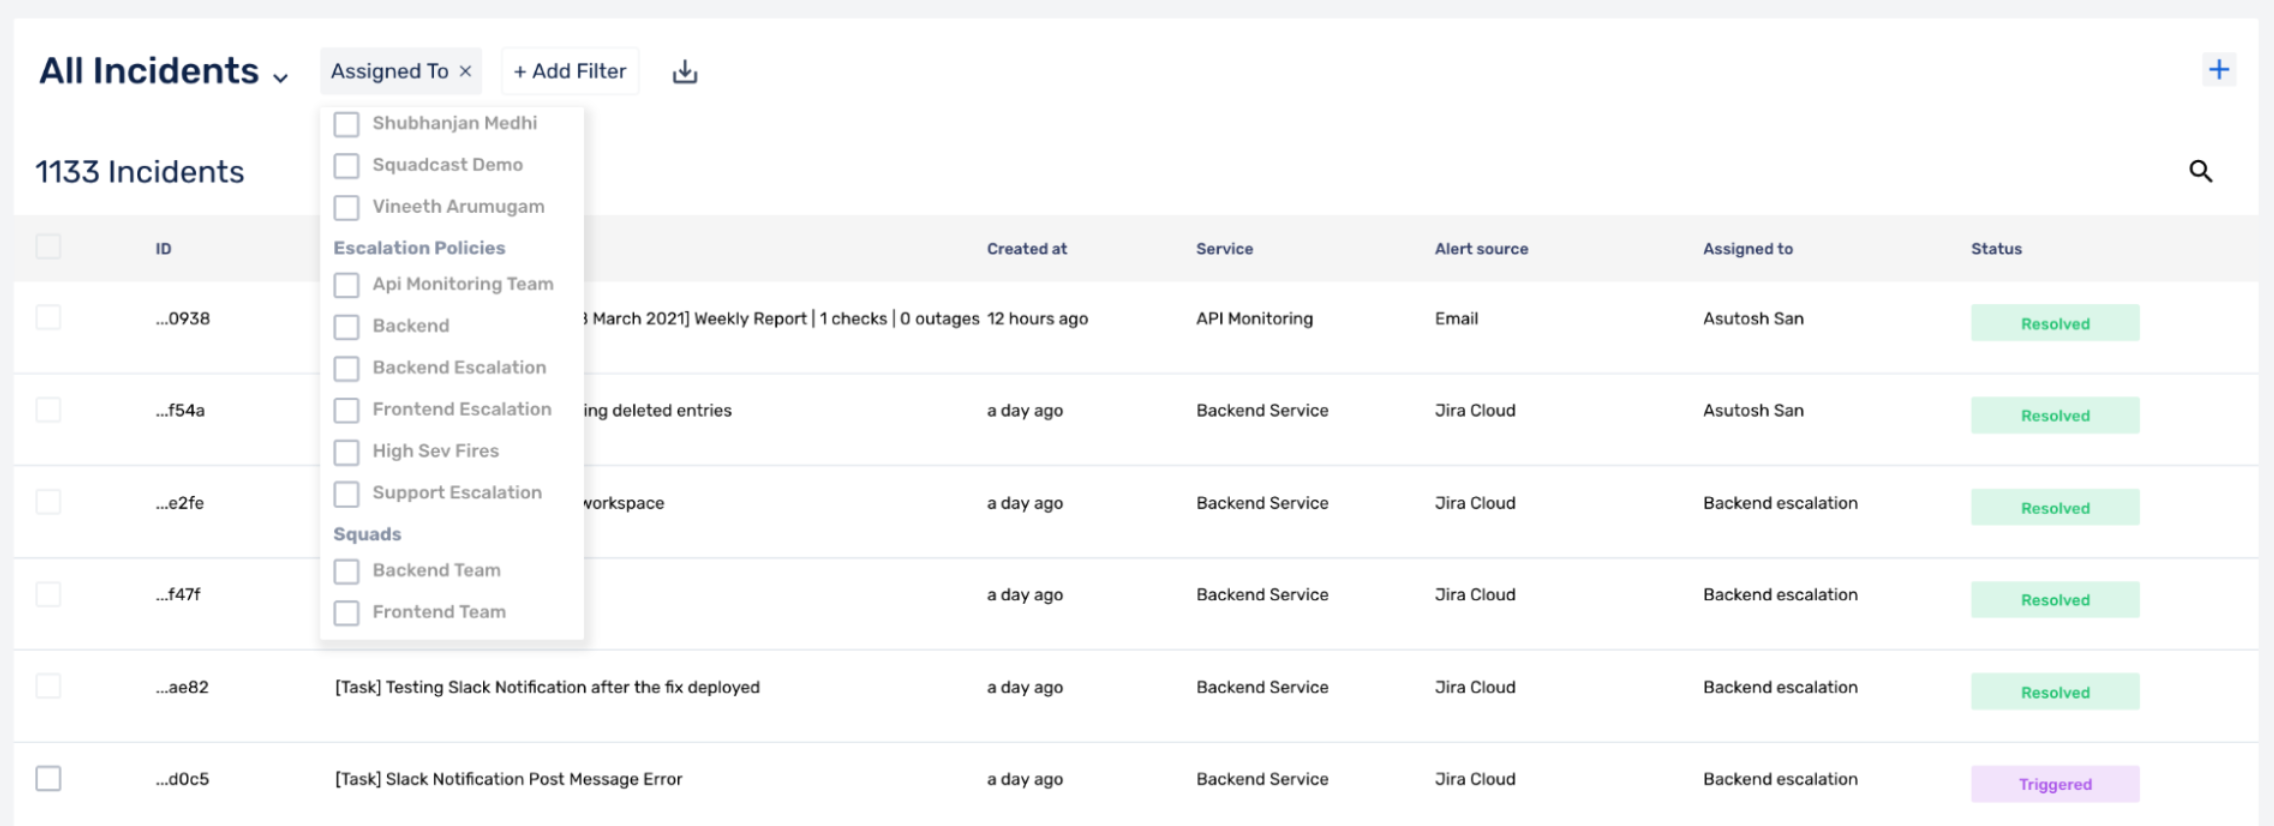 All Incidents
Assigned To ×
+ Add Filter
+
Shubhanjan Medhi
Squadcast Demo
Vineeth Arumugam
Escalation Policies
Api Monitoring Team
Backend
Backend Escalation
Frontend Escalation
High Sev Fires
Support Escalation
Squads
Backend Team
Frontend Team
1133 Incidents
ID Created at Service Alert source Assigned to Status
...0938 March 2021] Weekly Report | 1 checks | 0 outages 12 hours ago API Monitoring Email Asutosh San Resolved
...f54a ing deleted entries a day ago Backend Service Jira Cloud Asutosh San Resolved
...e2fe workspace a day ago Backend Service Jira Cloud Backend escalation Resolved
...f47f a day ago Backend Service Jira Cloud Backend escalation Resolved
...ae82 [Task] Testing Slack Notification after the fix deployed a day ago Backend Service Jira Cloud Backend escalation Resolved
...d0c5 [Task] Slack Notification Post Message Error a day ago Backend Service Jira Cloud Backend escalation Triggered